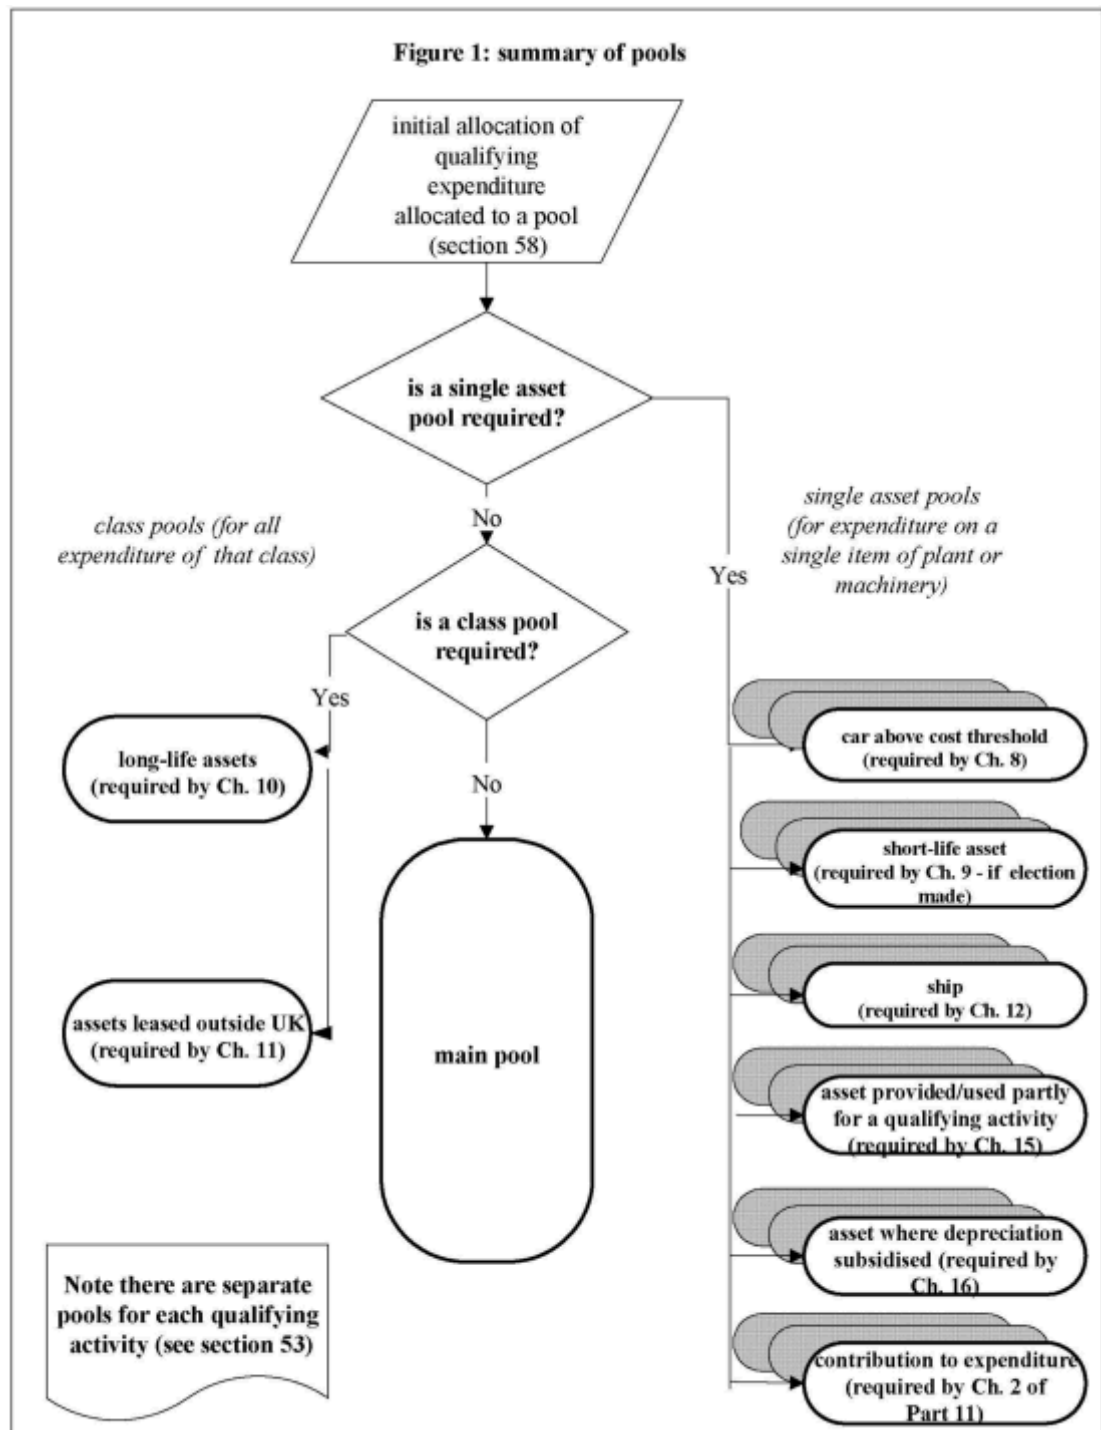 Figure 1: summary of pools
initial allocation of
qualifying
expenditure
allocated to a pool
(section 58)
is a single asset
pool required?
No
Yes
class pools (for all
expenditure of that class)
single asset pools
(for expenditure on a
single item of plant or
machinery)
is a class pool
required?
Yes
No
long-life assets
(required by Ch. 10)
assets leased outside UK
(required by Ch. 11)
main pool
car above cost threshold
(required by Ch. 8)
short-life asset
(required by Ch. 9 - if election
made)
ship
(required by Ch. 12)
asset provided/used partly
for a qualifying activity
(required by Ch. 15)
asset where depreciation
subsidised (required by
Ch. 16)
contribution to expenditure
(required by Ch. 2 of
Part 11)
Note there are separate
pools for each qualifying
activity (see section 53)